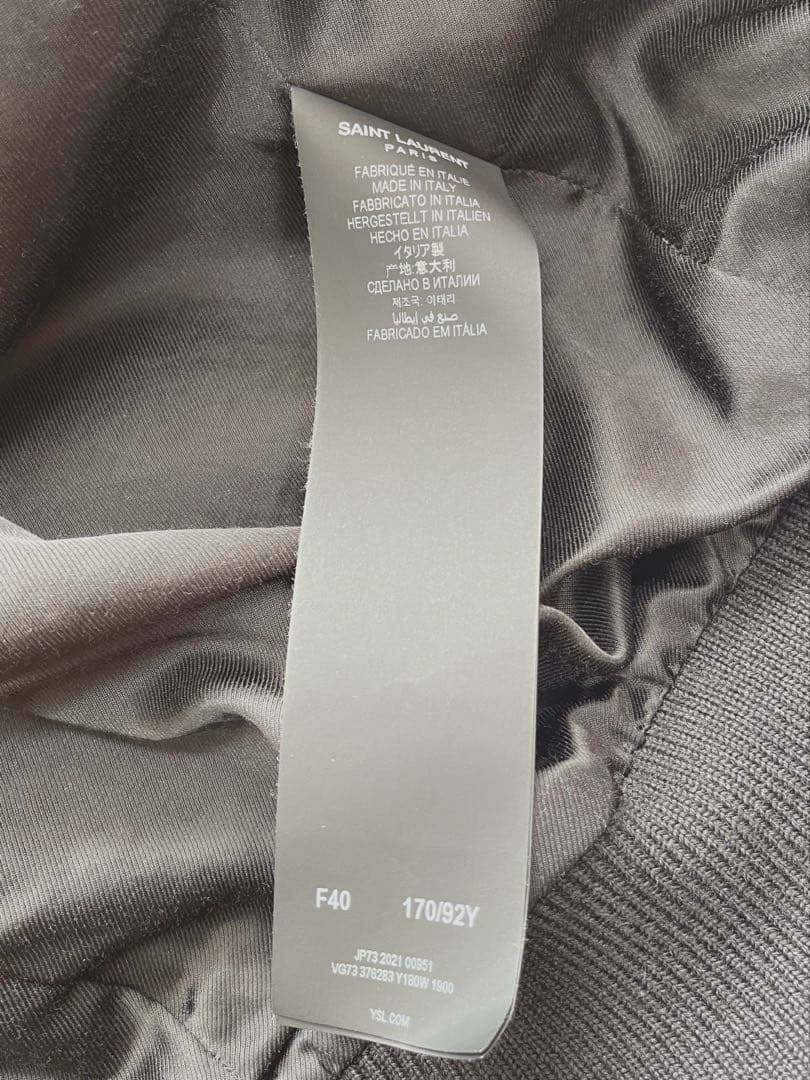 SAINT LAURENT
PARIS
FABRIQUÉ EN ITALIE
MADE IN ITALY
FABBRICATO IN ITALIA
HERGESTELLT IN ITALIEN
HECHO EN ITALIA
イタリア製
产地:意大利
СДЕЛАНО В ИТАЛИИ
제조국: 이태리
صنع في إيطاليا
FABRICADO EM ITÁLIA
F40 170/92Y
JP73 2021 00951
VG73 376283 Y180W 1900
YSL.COM